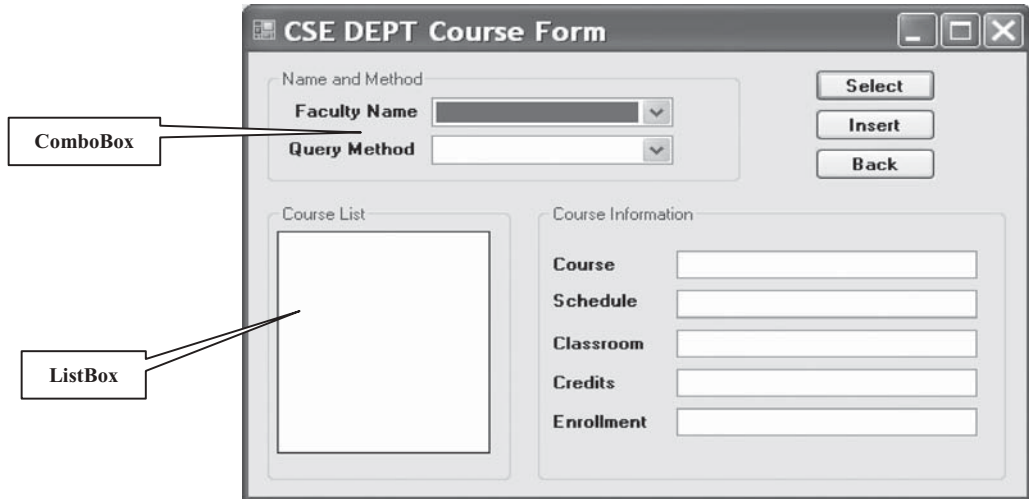 CSE DEPT Course Form
Name and Method
Faculty Name
Query Method
Select
Insert
Back
ComboBox
Course List
Course Information
Course
Schedule
Classroom
Credits
Enrollment
ListBox